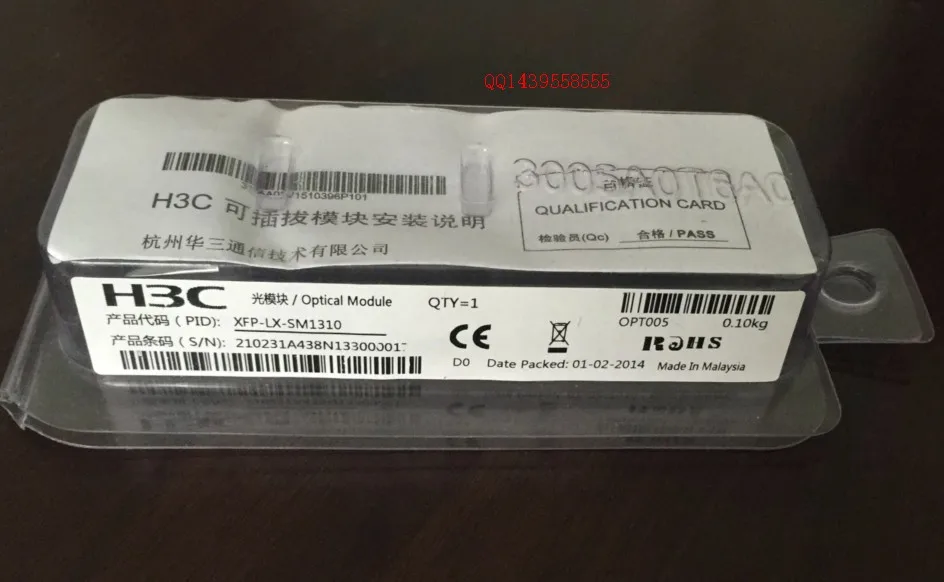 QQ1439558555
/1510396P101
H3C 可插拔模块安装说明
杭州华三通信技术有限公司
合格证
QUALIFICATION CARD
检验员(Qc) 合格 / PASS
H3C 光模块 / Optical Module QTY=1
产品代码 ( PID): XFP-LX-SM1310
产品条码 ( S/N): 210231A438N13300J01
OPT005 0.10kg
CE RoHS
D0 Date Packed: 01-02-2014 Made In Malaysia